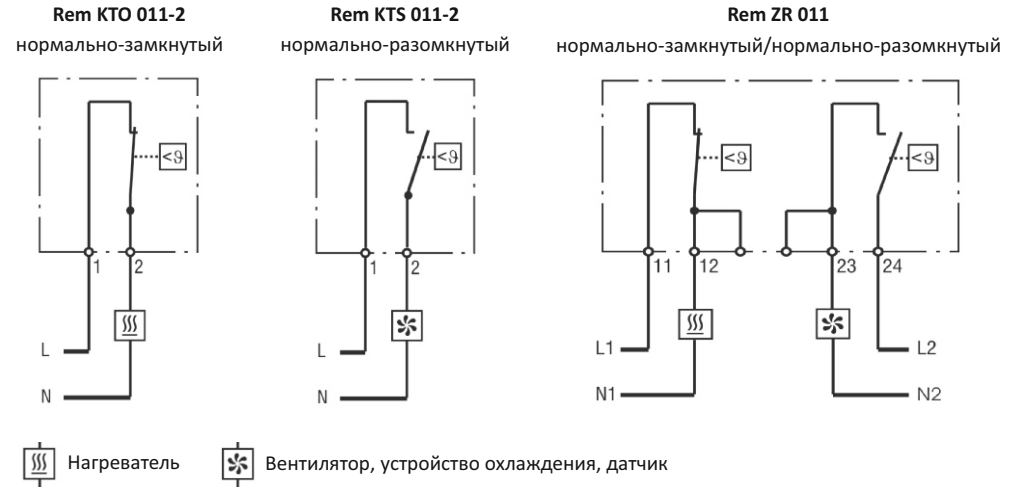 Rem KTO 011-2
нормально-замкнутый
Rem KTS 011-2
нормально-разомкнутый
Rem ZR 011
нормально-замкнутый/нормально-разомкнутый
<ϑ
<ϑ
<ϑ
<ϑ
1 2
1 2
11 12 23 24
L
N
L
N
L1
N1
L2
N2
Нагреватель
Вентилятор, устройство охлаждения, датчик